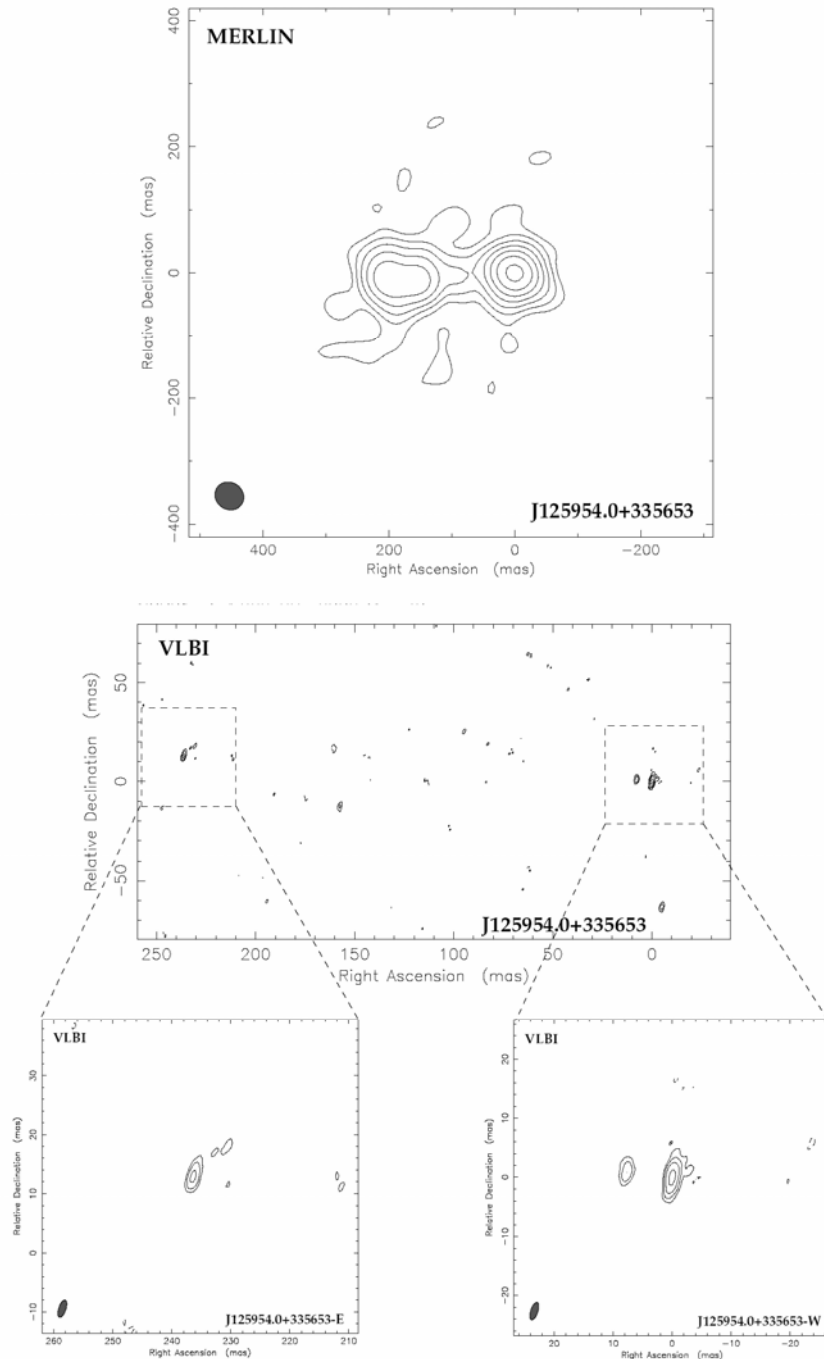 MERLIN
400
200
0
−200
−400
Relative Declination (mas)
J125954.0+335653
400 200 0 −200
Right Ascension (mas)
VLBI
50
0
−50
Relative Declination (mas)
J125954.0+335653
250 200 150 100 50 0
Right Ascension (mas)
VLBI
30
20
10
0
−10
Relative Declination (mas)
J125954.0+335653-E
260 250 240 230 220 210
Right Ascension (mas)
VLBI
20
10
0
−10
−20
Relative Declination (mas)
J125954.0+335653-W
20 10 0 −10 −20
Right Ascension (mas)